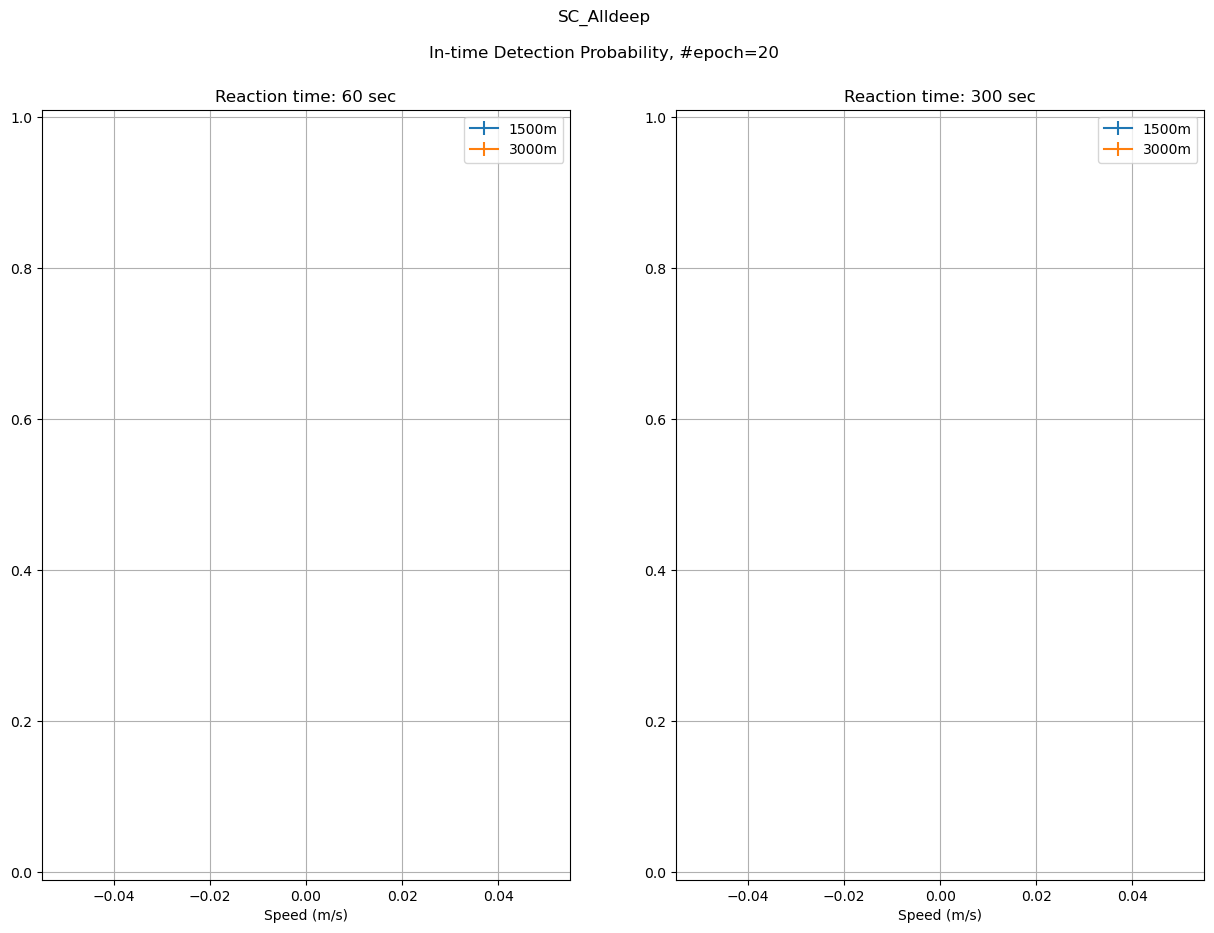 SC_Alldeep
In-time Detection Probability, #epoch=20
Reaction time: 60 sec
1.0
0.8
0.6
0.4
0.2
0.0
1500m
3000m
−0.04
−0.02
0.00
0.02
0.04
Speed (m/s)
Reaction time: 300 sec
1.0
0.8
0.6
0.4
0.2
0.0
1500m
3000m
−0.04
−0.02
0.00
0.02
0.04
Speed (m/s)